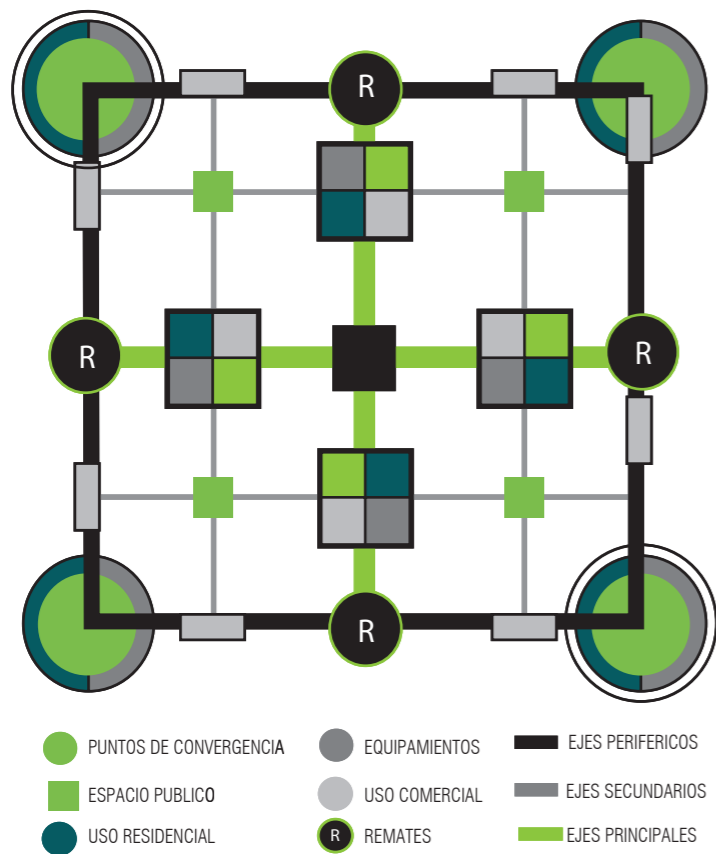 R
R
R
R
PUNTOS DE CONVERGENCIA
EQUIPAMIENTOS
EJES PERIFERICOS
ESPACIO PUBLICO
USO COMERCIAL
EJES SECUNDARIOS
USO RESIDENCIAL
R
REMATES
EJES PRINCIPALES